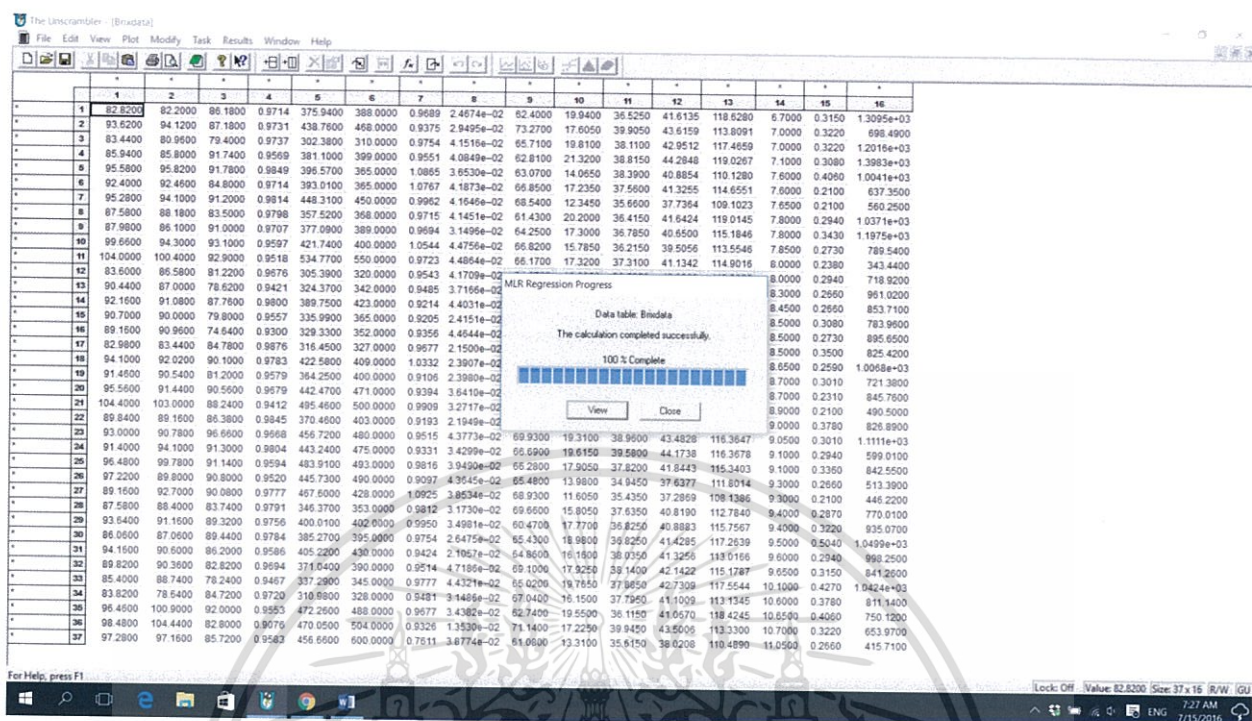 The Unscrambler - [Brixdata]
File Edit View Plot Modify Task Results Window Help
1 2 3 4 5 6 7 8 9 10 11 12 13 14 15 16
1 82.8200 82.2000 86.1800 0.9714 375.9400 388.0000 0.9689 2.4674e-02 62.4000 19.9400 36.5250 41.6135 118.6280 6.7000 0.3150 1.3095e+03
2 93.6200 94.1200 87.1800 0.9731 438.7600 468.0000 0.9375 2.9495e-02 73.2700 17.6050 39.9050 43.6159 113.8091 7.0000 0.3220 698.4900
3 83.4400 80.9600 79.4000 0.9737 302.3800 310.0000 0.9754 4.1516e-02 65.7100 19.8100 38.1100 42.9512 117.4659 7.0000 0.3220 1.2016e+03
4 85.9400 85.8000 91.7400 0.9569 381.1000 399.0000 0.9551 4.0849e-02 62.8100 21.3200 38.8150 44.2848 119.0267 7.1000 0.3080 1.3983e+03
5 95.5800 95.8200 91.7800 0.9849 396.5700 365.0000 1.0865 3.6530e-02 63.0700 14.0650 38.3900 40.8854 110.1280 7.6000 0.4060 1.0041e+03
6 92.4000 92.4600 84.8000 0.9714 393.0100 365.0000 1.0767 4.1873e-02 66.8500 17.2350 37.5600 41.3255 114.6551 7.6000 0.2100 637.3500
7 95.2800 94.1000 91.2000 0.9814 448.3100 450.0000 0.9962 4.1646e-02 68.5400 12.3450 35.6600 37.7364 109.1023 7.6500 0.2100 560.2500
8 87.5800 88.1800 83.5000 0.9798 357.5200 368.0000 0.9715 4.1451e-02 61.4300 20.2000 36.4150 41.6424 119.0145 7.8000 0.2940 1.0371e+03
9 87.9800 86.1000 91.0000 0.9707 377.0900 389.0000 0.9694 3.1496e-02 64.2500 17.3000 36.7850 40.6500 115.1846 7.8000 0.3430 1.1975e+03
10 99.6600 94.3000 93.1000 0.9597 421.7400 400.0000 1.0544 4.4756e-02 66.8200 15.7850 36.2150 39.5056 113.5546 7.8500 0.2730 789.5400
11 104.0000 100.4000 92.9000 0.9518 534.7700 550.0000 0.9723 4.4864e-02 66.1700 17.3200 37.3100 41.1342 114.9016 8.0000 0.2380 343.4400
12 83.6000 86.5800 81.2200 0.9676 305.3900 320.0000 0.9543 4.1709e-02 8.0000 0.2940 718.9200
13 90.4400 87.0000 78.6200 0.9421 324.3700 342.0000 0.9485 3.7166e-02 8.3000 0.2660 961.0200
14 92.1600 91.0800 87.7600 0.9800 389.7500 423.0000 0.9214 4.4031e-02 8.4500 0.2660 853.7100
15 90.7000 90.0000 79.8000 0.9557 335.9900 365.0000 0.9205 2.4151e-02 8.5000 0.3080 783.9600
16 89.1600 90.9600 74.6400 0.9300 329.3300 352.0000 0.9356 4.4644e-02 8.5000 0.2730 895.6500
17 82.9800 83.4400 84.7800 0.9876 316.4500 327.0000 0.9677 2.1500e-02 8.5000 0.3500 825.4200
18 94.1000 92.0200 90.1000 0.9783 422.5800 409.0000 1.0332 2.3907e-02 8.6500 0.2590 1.0068e+03
19 91.4600 90.5400 81.2000 0.9579 364.2500 400.0000 0.9106 2.3980e-02 8.7000 0.3010 721.3800
20 95.5600 91.4400 90.5600 0.9679 442.4700 471.0000 0.9394 3.6410e-02 8.7000 0.2310 845.7600
21 104.4000 103.0000 88.2400 0.9412 495.4600 500.0000 0.9909 3.2717e-02 8.9000 0.2100 490.5000
22 89.8400 89.1600 86.3800 0.9845 370.4600 403.0000 0.9193 2.1949e-02 9.0000 0.3780 826.8900
23 93.0000 90.7800 96.6600 0.9668 456.7200 480.0000 0.9515 4.3773e-02 69.9300 19.3100 38.9600 43.4828 116.3647 9.0500 0.3010 1.1111e+03
24 91.4000 94.1000 91.3000 0.9804 443.2400 475.0000 0.9331 3.4299e-02 66.6900 19.6150 39.5800 44.1738 116.3678 9.1000 0.2940 599.0100
25 96.4800 99.7800 91.1400 0.9594 483.9100 493.0000 0.9816 3.9490e-02 65.2800 17.9050 37.8200 41.8443 115.3403 9.1000 0.3360 842.5500
26 97.2200 89.8000 90.8000 0.9520 445.7300 490.0000 0.9097 4.3645e-02 65.4800 13.9800 34.9450 37.6377 111.8014 9.3000 0.2660 513.3900
27 89.1600 92.7000 90.0800 0.9777 467.6000 428.0000 1.0925 3.8534e-02 68.9300 11.6050 35.4350 37.2869 108.1386 9.3000 0.2100 446.2200
28 87.5800 88.4000 83.7400 0.9791 346.3700 353.0000 0.9812 3.1730e-02 69.6600 15.8050 37.6350 40.8190 112.7840 9.4000 0.2870 770.0100
29 93.6400 91.1600 89.3200 0.9756 400.0100 402.0000 0.9950 3.4981e-02 60.4700 17.7700 36.8250 40.8883 115.7567 9.4000 0.3220 935.0700
30 86.0600 87.0600 89.4400 0.9784 385.2700 395.0000 0.9754 2.6475e-02 65.4300 18.9800 36.8250 41.4285 117.2639 9.5000 0.5040 1.0499e+03
31 94.1600 90.6000 86.2000 0.9586 405.2200 430.0000 0.9424 2.1057e-02 54.8600 16.1600 38.0350 41.3256 113.0166 9.6000 0.2940 998.2500
32 89.8200 90.3600 82.8200 0.9694 371.0400 390.0000 0.9514 4.7186e-02 69.1000 17.9250 38.1400 42.1422 115.1787 9.6500 0.3150 841.2600
33 85.4000 88.7400 78.2400 0.9467 337.2900 345.0000 0.9777 4.4321e-02 65.0200 19.7650 37.8850 42.7309 117.5544 10.1000 0.4270 1.0424e+03
34 83.8200 78.6400 84.7200 0.9720 310.9800 328.0000 0.9481 3.1486e-02 67.0400 16.1500 37.7950 41.1009 113.1345 10.6000 0.3780 811.1400
35 96.4600 100.9000 92.0000 0.9553 472.2600 488.0000 0.9677 3.4382e-02 62.7400 19.5500 36.1150 41.0670 118.4245 10.6500 0.4060 750.1200
36 98.4800 104.4400 82.8000 0.9076 470.0500 504.0000 0.9326 1.3530e-02 71.1400 17.2250 39.9450 43.5006 113.3300 10.7000 0.3220 653.9700
37 97.2800 97.1600 85.7200 0.9583 456.6600 600.0000 0.7611 3.8774e-02 61.0800 13.3100 35.6150 38.0208 110.4890 11.0500 0.2660 415.7100
MLR Regression Progress
Data table: Brixdata
The calculation completed successfully.
100 % Complete
View Close
For Help, press F1
Lock: Off Value: 82.8200 Size: 37 x 16 R/W GU
ENG 7:27 AM
7/15/2016